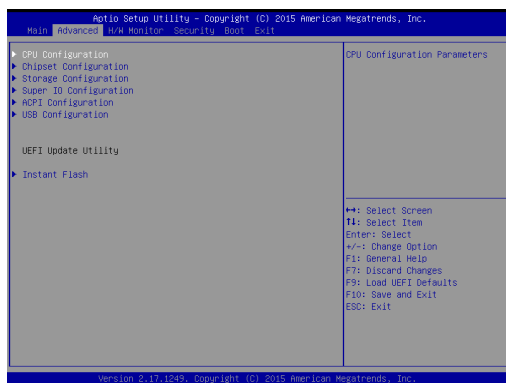 Aptio Setup Utility – Copyright (C) 2015 American Megatrends, Inc.
Main Advanced H/W Monitor Security Boot Exit
CPU Configuration
Chipset Configuration
Storage Configuration
Super IO Configuration
ACPI Configuration
USB Configuration
UEFI Update Utility
Instant Flash
CPU Configuration Parameters
↔: Select Screen
↑↓: Select Item
Enter: Select
+/-: Change Option
F1: General Help
F7: Discard Changes
F9: Load UEFI Defaults
F10: Save and Exit
ESC: Exit
Version 2.17.1249. Copyright (C) 2015 American Megatrends, Inc.